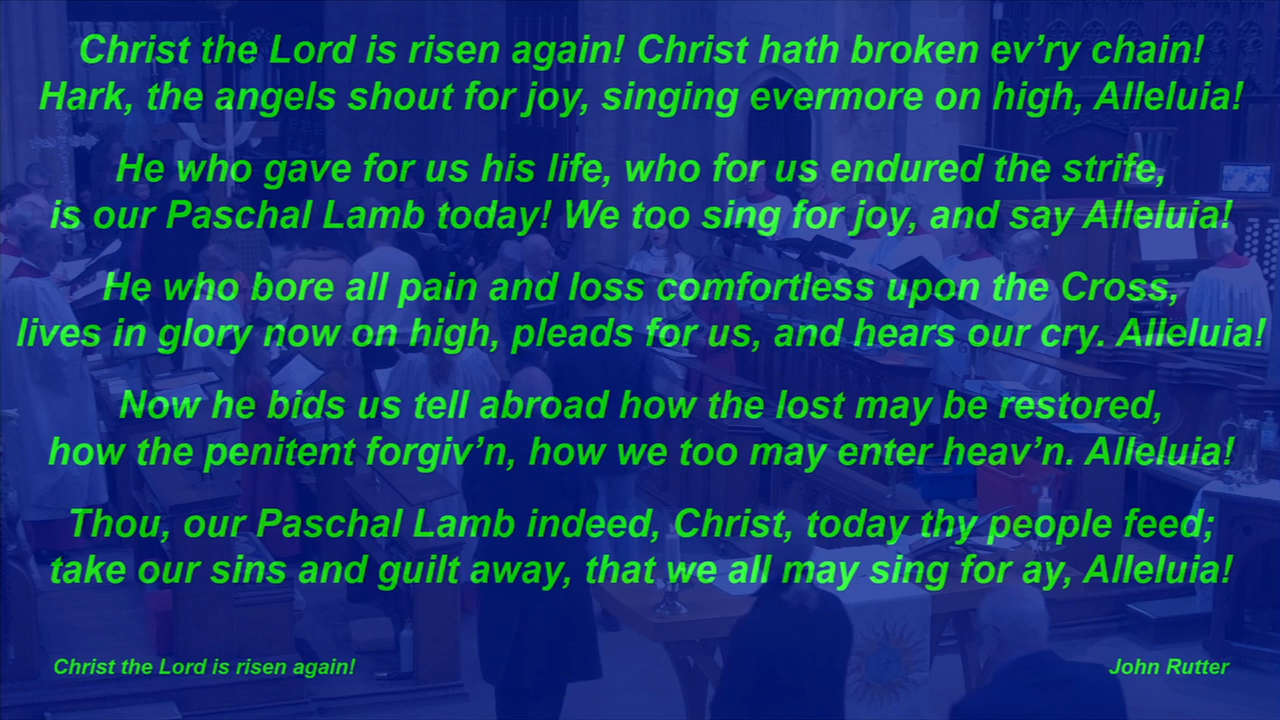 Christ the Lord is risen again! Christ hath broken ev’ry chain!
Hark, the angels shout for joy, singing evermore on high, Alleluia!
He who gave for us his life, who for us endured the strife,
is our Paschal Lamb today! We too sing for joy, and say Alleluia!
He who bore all pain and loss comfortless upon the Cross,
lives in glory now on high, pleads for us, and hears our cry. Alleluia!
Now he bids us tell abroad how the lost may be restored,
how the penitent forgiv’n, how we too may enter heav’n. Alleluia!
Thou, our Paschal Lamb indeed, Christ, today thy people feed;
take our sins and guilt away, that we all may sing for ay, Alleluia!
Christ the Lord is risen again!
John Rutter